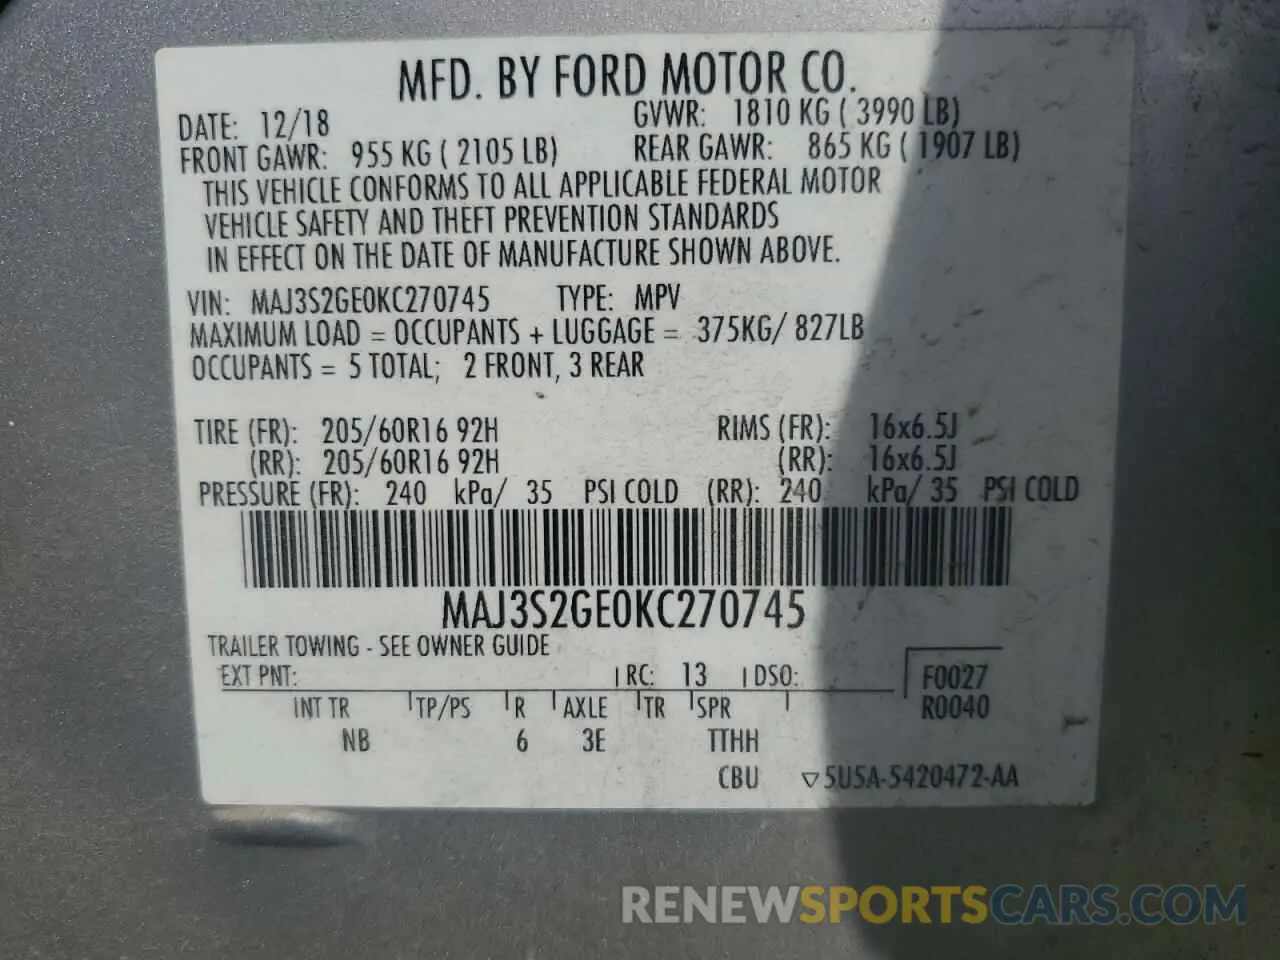 MFD. BY FORD MOTOR CO.
DATE: 12/18 GVWR: 1810 KG ( 3990 LB)
FRONT GAWR: 955 KG ( 2105 LB) REAR GAWR: 865 KG ( 1907 LB)
THIS VEHICLE CONFORMS TO ALL APPLICABLE FEDERAL MOTOR
VEHICLE SAFETY AND THEFT PREVENTION STANDARDS
IN EFFECT ON THE DATE OF MANUFACTURE SHOWN ABOVE.
VIN: MAJ3S2GE0KC270745 TYPE: MPV
MAXIMUM LOAD = OCCUPANTS + LUGGAGE = 375KG/ 827LB
OCCUPANTS = 5 TOTAL; 2 FRONT, 3 REAR
TIRE (FR): 205/60R16 92H RIMS (FR): 16x6.5J
(RR): 205/60R16 92H (RR): 16x6.5J
PRESSURE (FR): 240 kPa/ 35 PSI COLD (RR): 240 kPa/ 35 PSI COLD
MAJ3S2GE0KC270745
TRAILER TOWING - SEE OWNER GUIDE
EXT PNT: RC: 13 DSO: F0027
INT TR TP/PS R AXLE TR SPR R0040
NB 6 3E TTHH
CBU ▽5U5A-5420472-AA
RENEWSPORTSCARS.COM